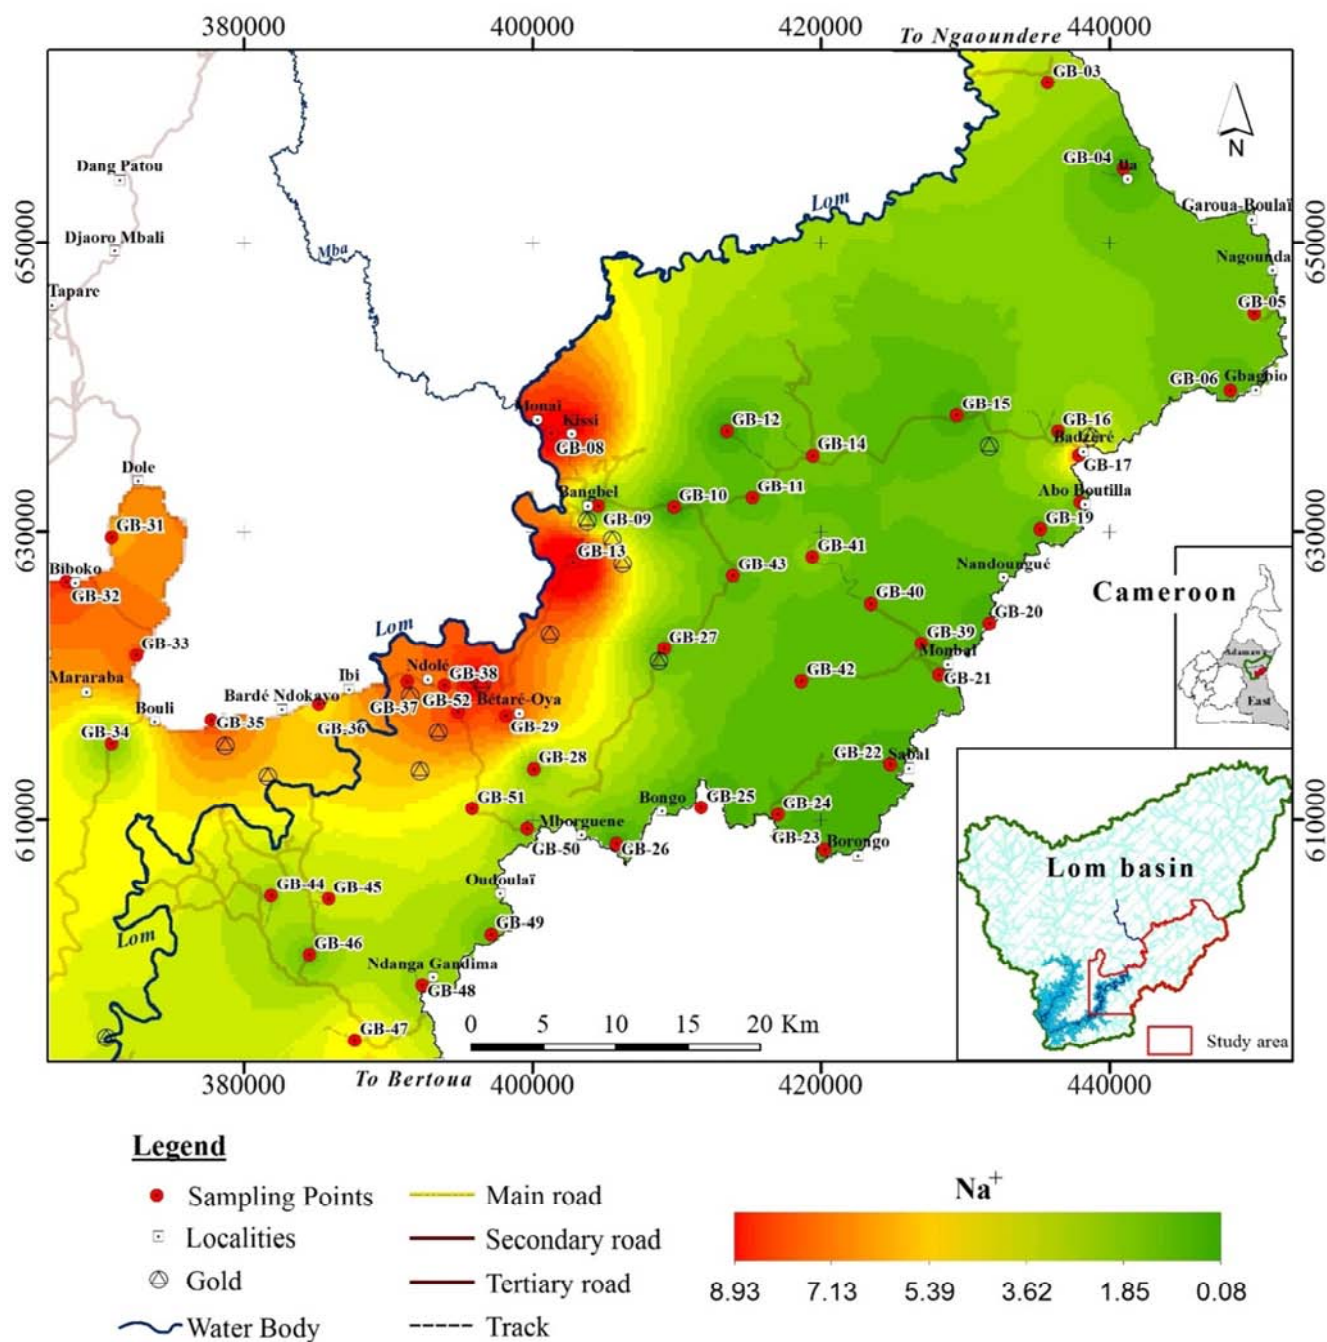 380000
400000
420000
440000
To Ngaoundere
GB-03
GB-04
Ila
N
Dang Patou
Lom
Garoua-Boulaï
Djaoro Mbali
Mba
650000
650000
Nagounda
Tapare
GB-05
GB-06
Gbagbio
Monai
Kissi
GB-08
GB-12
GB-15
GB-16
Badzéré
GB-14
GB-17
Dole
Bangbel
GB-10
GB-11
Abo Boutilla
GB-09
GB-19
GB-31
630000
630000
GB-13
GB-41
Nandoungué
Biboko
GB-32
GB-43
Cameroon
GB-40
Lom
GB-20
GB-33
GB-27
GB-39
Monbal
Adamawa
Mararaba
Ibi
Ndolé
GB-38
GB-42
GB-21
Bardé Ndokayo
Bouli
GB-37
GB-52
Bétaré-Oya
East
GB-34
GB-35
GB-36
GB-29
GB-28
GB-22
Sabal
GB-51
Bongo
GB-25
GB-24
610000
610000
Mborguene
GB-50
GB-26
GB-23
Borongo
Lom basin
Oudoulaï
GB-44
GB-45
GB-49
Lom
GB-46
Ndanga Gandima
GB-48
GB-47
0 5 10 15 20 Km
Study area
To Bertoua
380000
400000
420000
440000
Legend
Sampling Points
Main road
Localities
Secondary road
Gold
Tertiary road
Water Body
Track
Na+
8.93 7.13 5.39 3.62 1.85 0.08